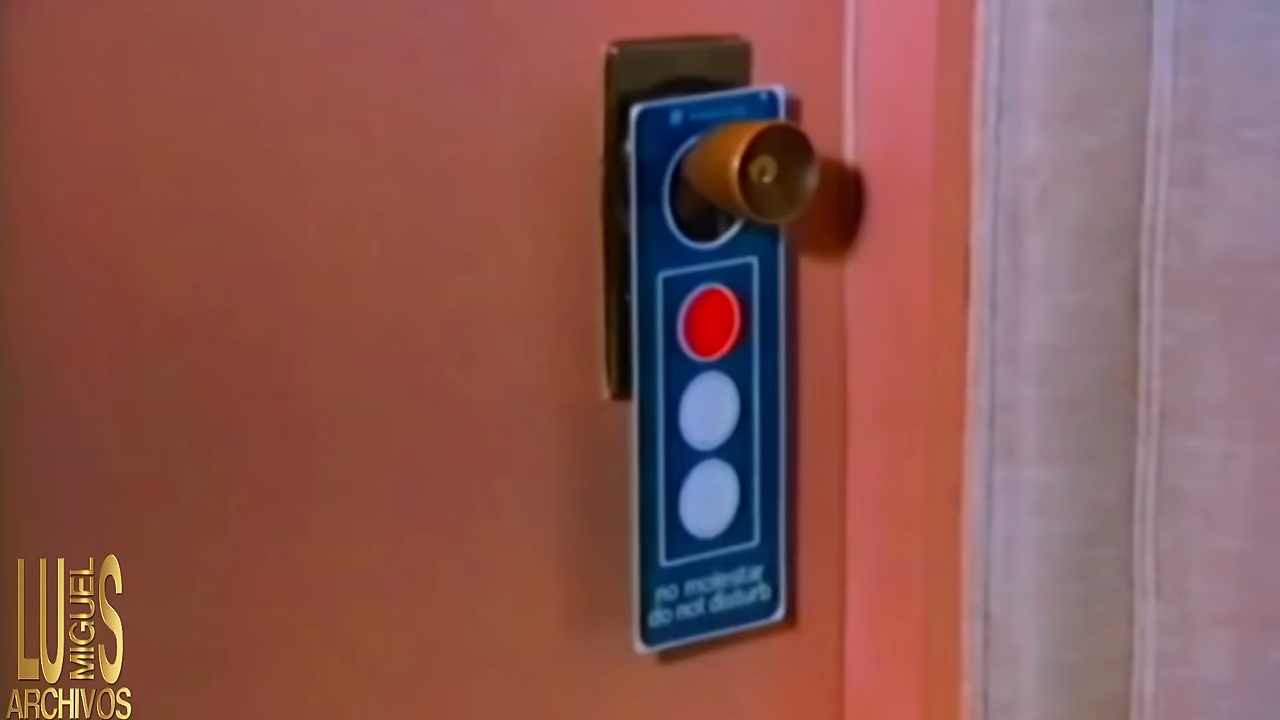 no molestar
do not disturb
LUIS
MIGUEL
ARCHIVOS